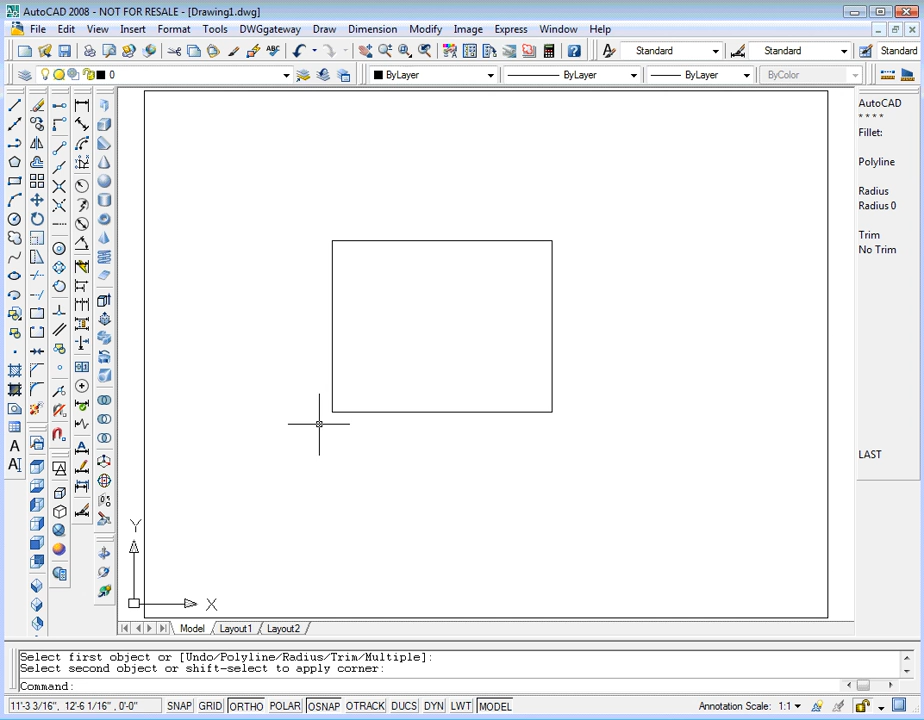 AutoCAD 2008 - NOT FOR RESALE - [Drawing1.dwg]
File Edit View Insert Format Tools DWGgateway Draw Dimension Modify Image Express Window Help
Standard Standard Standard
0 ByLayer ByLayer ByLayer ByColor
AutoCAD
* * * *
Fillet:
Polyline
Radius
Radius 0
Trim
No Trim
LAST
A
A
Y
X
Model Layout1 Layout2
Select first object or [Undo/Polyline/Radius/Trim/Multiple]:
Select second object or shift-select to apply corner:
Command:
11'-3 3/16", 12'-6 1/16", 0'-0" SNAP GRID ORTHO POLAR OSNAP OTRACK DUCS DYN LWT MODEL Annotation Scale: 1:1